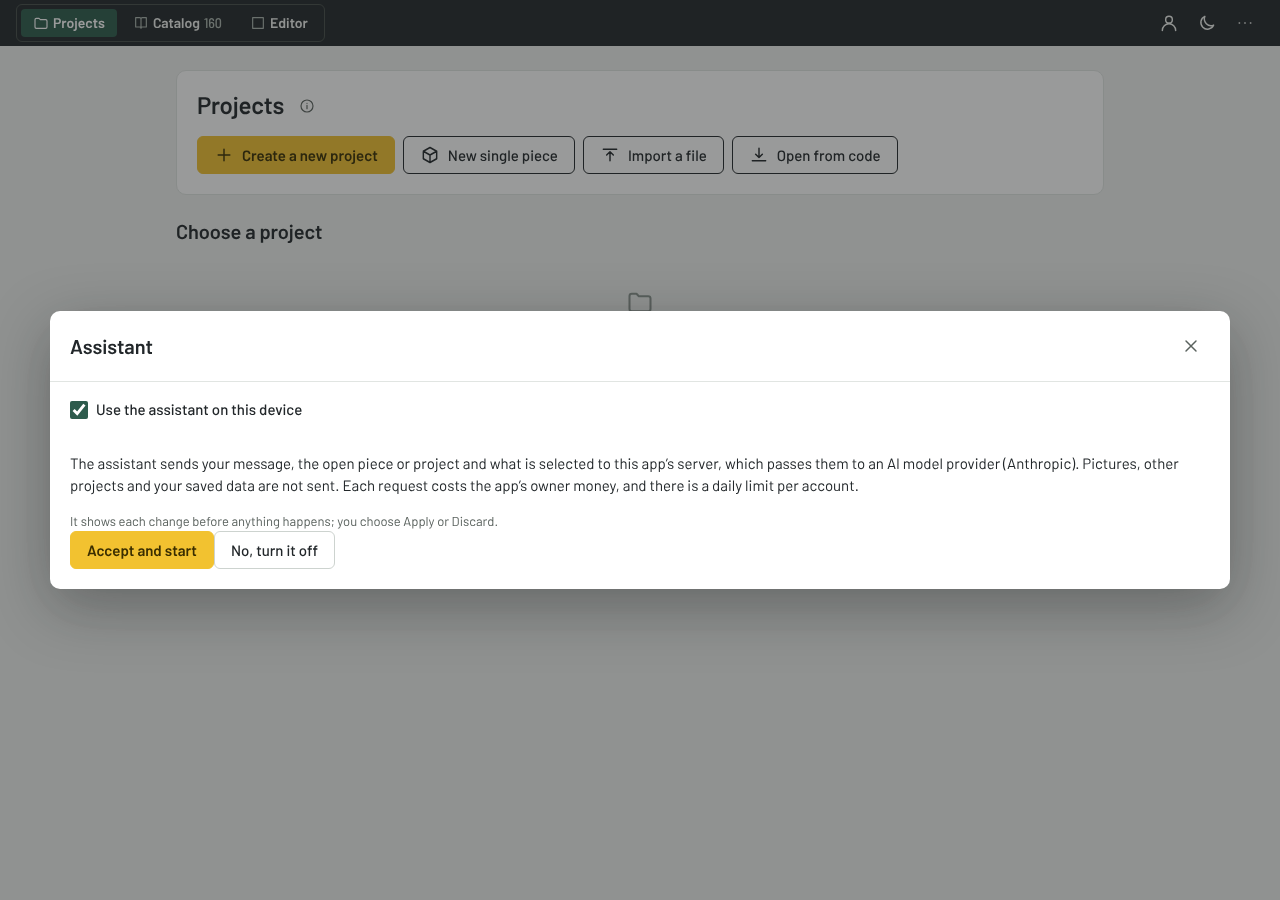 Projects
Catalog 160
Editor
Projects
Create a new project
New single piece
Import a file
Open from code
Choose a project
Assistant
Use the assistant on this device
The assistant sends your message, the open piece or project and what is selected to this app’s server, which passes them to an AI model provider (Anthropic). Pictures, other
projects and your saved data are not sent. Each request costs the app’s owner money, and there is a daily limit per account.
It shows each change before anything happens; you choose Apply or Discard.
Accept and start
No, turn it off